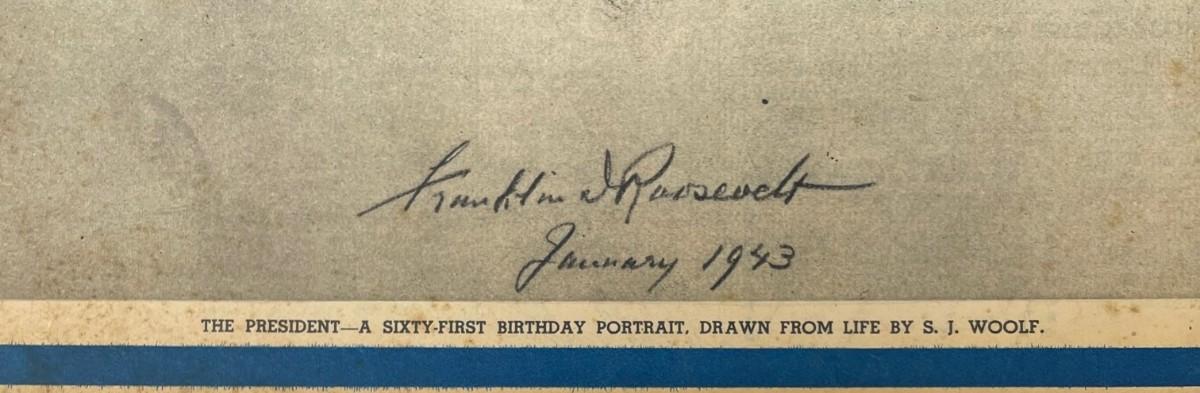 Franklin D Roosevelt
January 1943
THE PRESIDENT—A SIXTY-FIRST BIRTHDAY PORTRAIT, DRAWN FROM LIFE BY S. J. WOOLF.